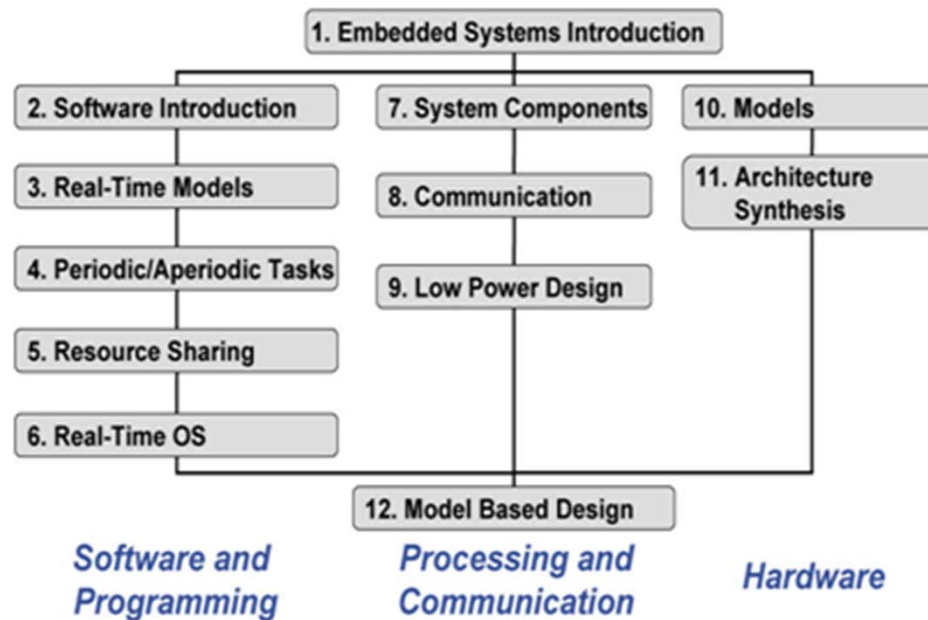 1. Embedded Systems Introduction
2. Software Introduction
3. Real-Time Models
4. Periodic/Aperiodic Tasks
5. Resource Sharing
6. Real-Time OS
7. System Components
8. Communication
9. Low Power Design
10. Models
11. Architecture
Synthesis
12. Model Based Design
Software and
Programming
Processing and
Communication
Hardware